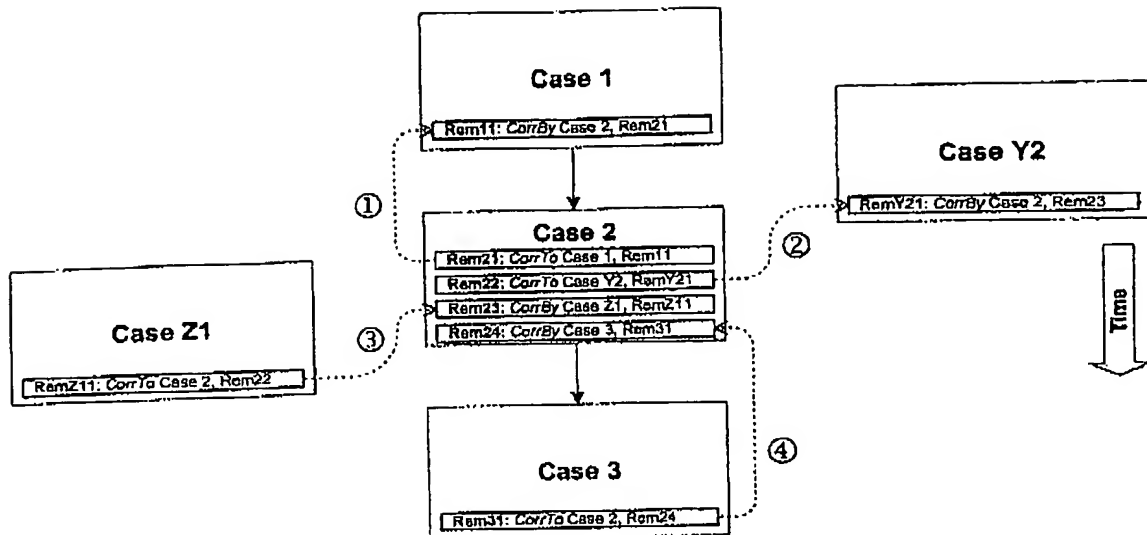 Case 1
Rem11: CorrBy Case 2, Rem21
Case Y2
RemY21: CorrBy Case 2, Rem23
①
②
Case 2
Rem21: CorrTo Case 1, Rem11
Rem22: CorrTo Case Y2, RemY21
Rem23: CorrBy Case Z1, RemZ11
Rem24: CorrBy Case 3, Rem31
Time
Case Z1
RemZ11: CorrTo Case 2, Rem22
③
④
Case 3
Rem31: CorrTo Case 2, Rem24